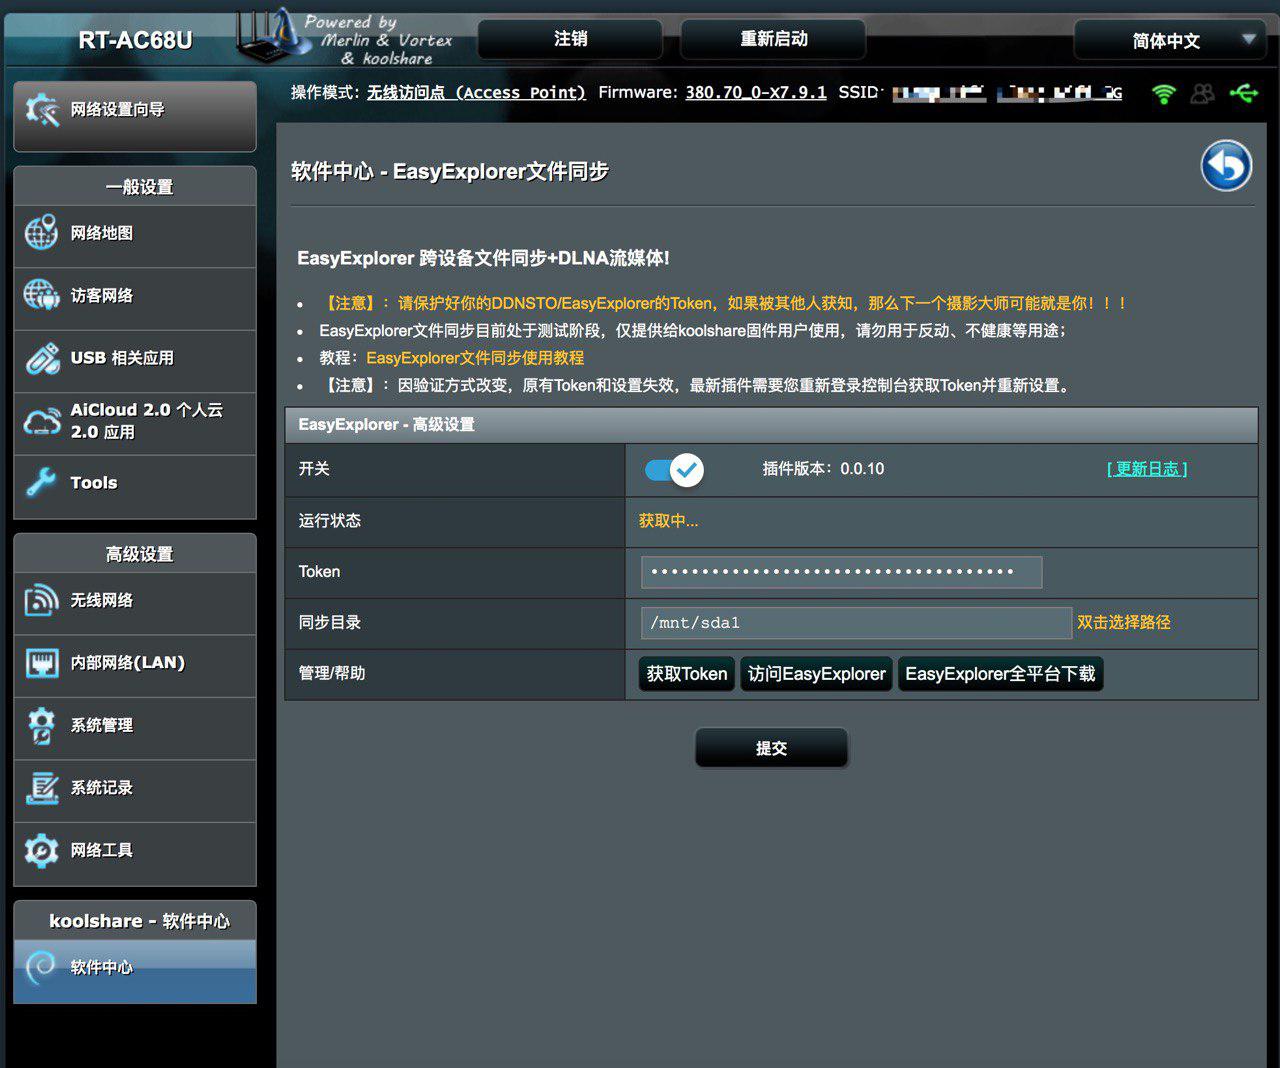 RT-AC68U
Powered by
Merlin & Vortex
& koolshare
注销
重新启动
简体中文
操作模式: 无线访问点 (Access Point) Firmware: 380.70_0-X7.9.1 SSID:
网络设置向导
一般设置
网络地图
访客网络
USB 相关应用
AiCloud 2.0 个人云
2.0 应用
Tools
高级设置
无线网络
内部网络(LAN)
系统管理
系统记录
网络工具
koolshare - 软件中心
软件中心
软件中心 - EasyExplorer文件同步
EasyExplorer 跨设备文件同步+DLNA流媒体!
【注意】：请保护好你的DDNSTO/EasyExplorer的Token，如果被其他人获知，那么下一个摄影大师可能就是你！！！
EasyExplorer文件同步目前处于测试阶段，仅提供给koolshare固件用户使用，请勿用于反动、不健康等用途；
教程：EasyExplorer文件同步使用教程
【注意】：因验证方式改变，原有Token和设置失效，最新插件需要您重新登录控制台获取Token并重新设置。
EasyExplorer - 高级设置
开关 插件版本：0.0.10 [ 更新日志 ]
运行状态 获取中...
Token ••••••••••••••••••••••••••••••••••••
同步目录 /mnt/sda1 双击选择路径
管理/帮助 获取Token 访问EasyExplorer EasyExplorer全平台下载
提交